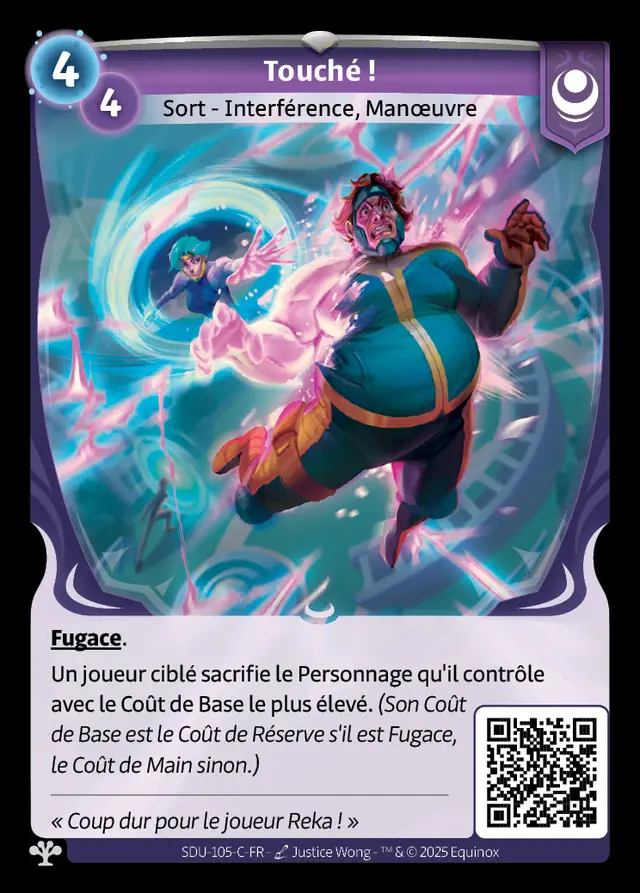 4
4
Touché !
Sort - Interférence, Manœuvre
Fugace.
Un joueur ciblé sacrifie le Personnage qu'il contrôle
avec le Coût de Base le plus élevé. (Son Coût
de Base est le Coût de Réserve s'il est Fugace,
le Coût de Main sinon.)
« Coup dur pour le joueur Reka ! »
SDU-105-C-FR - Justice Wong - ™ & © 2025 Equinox